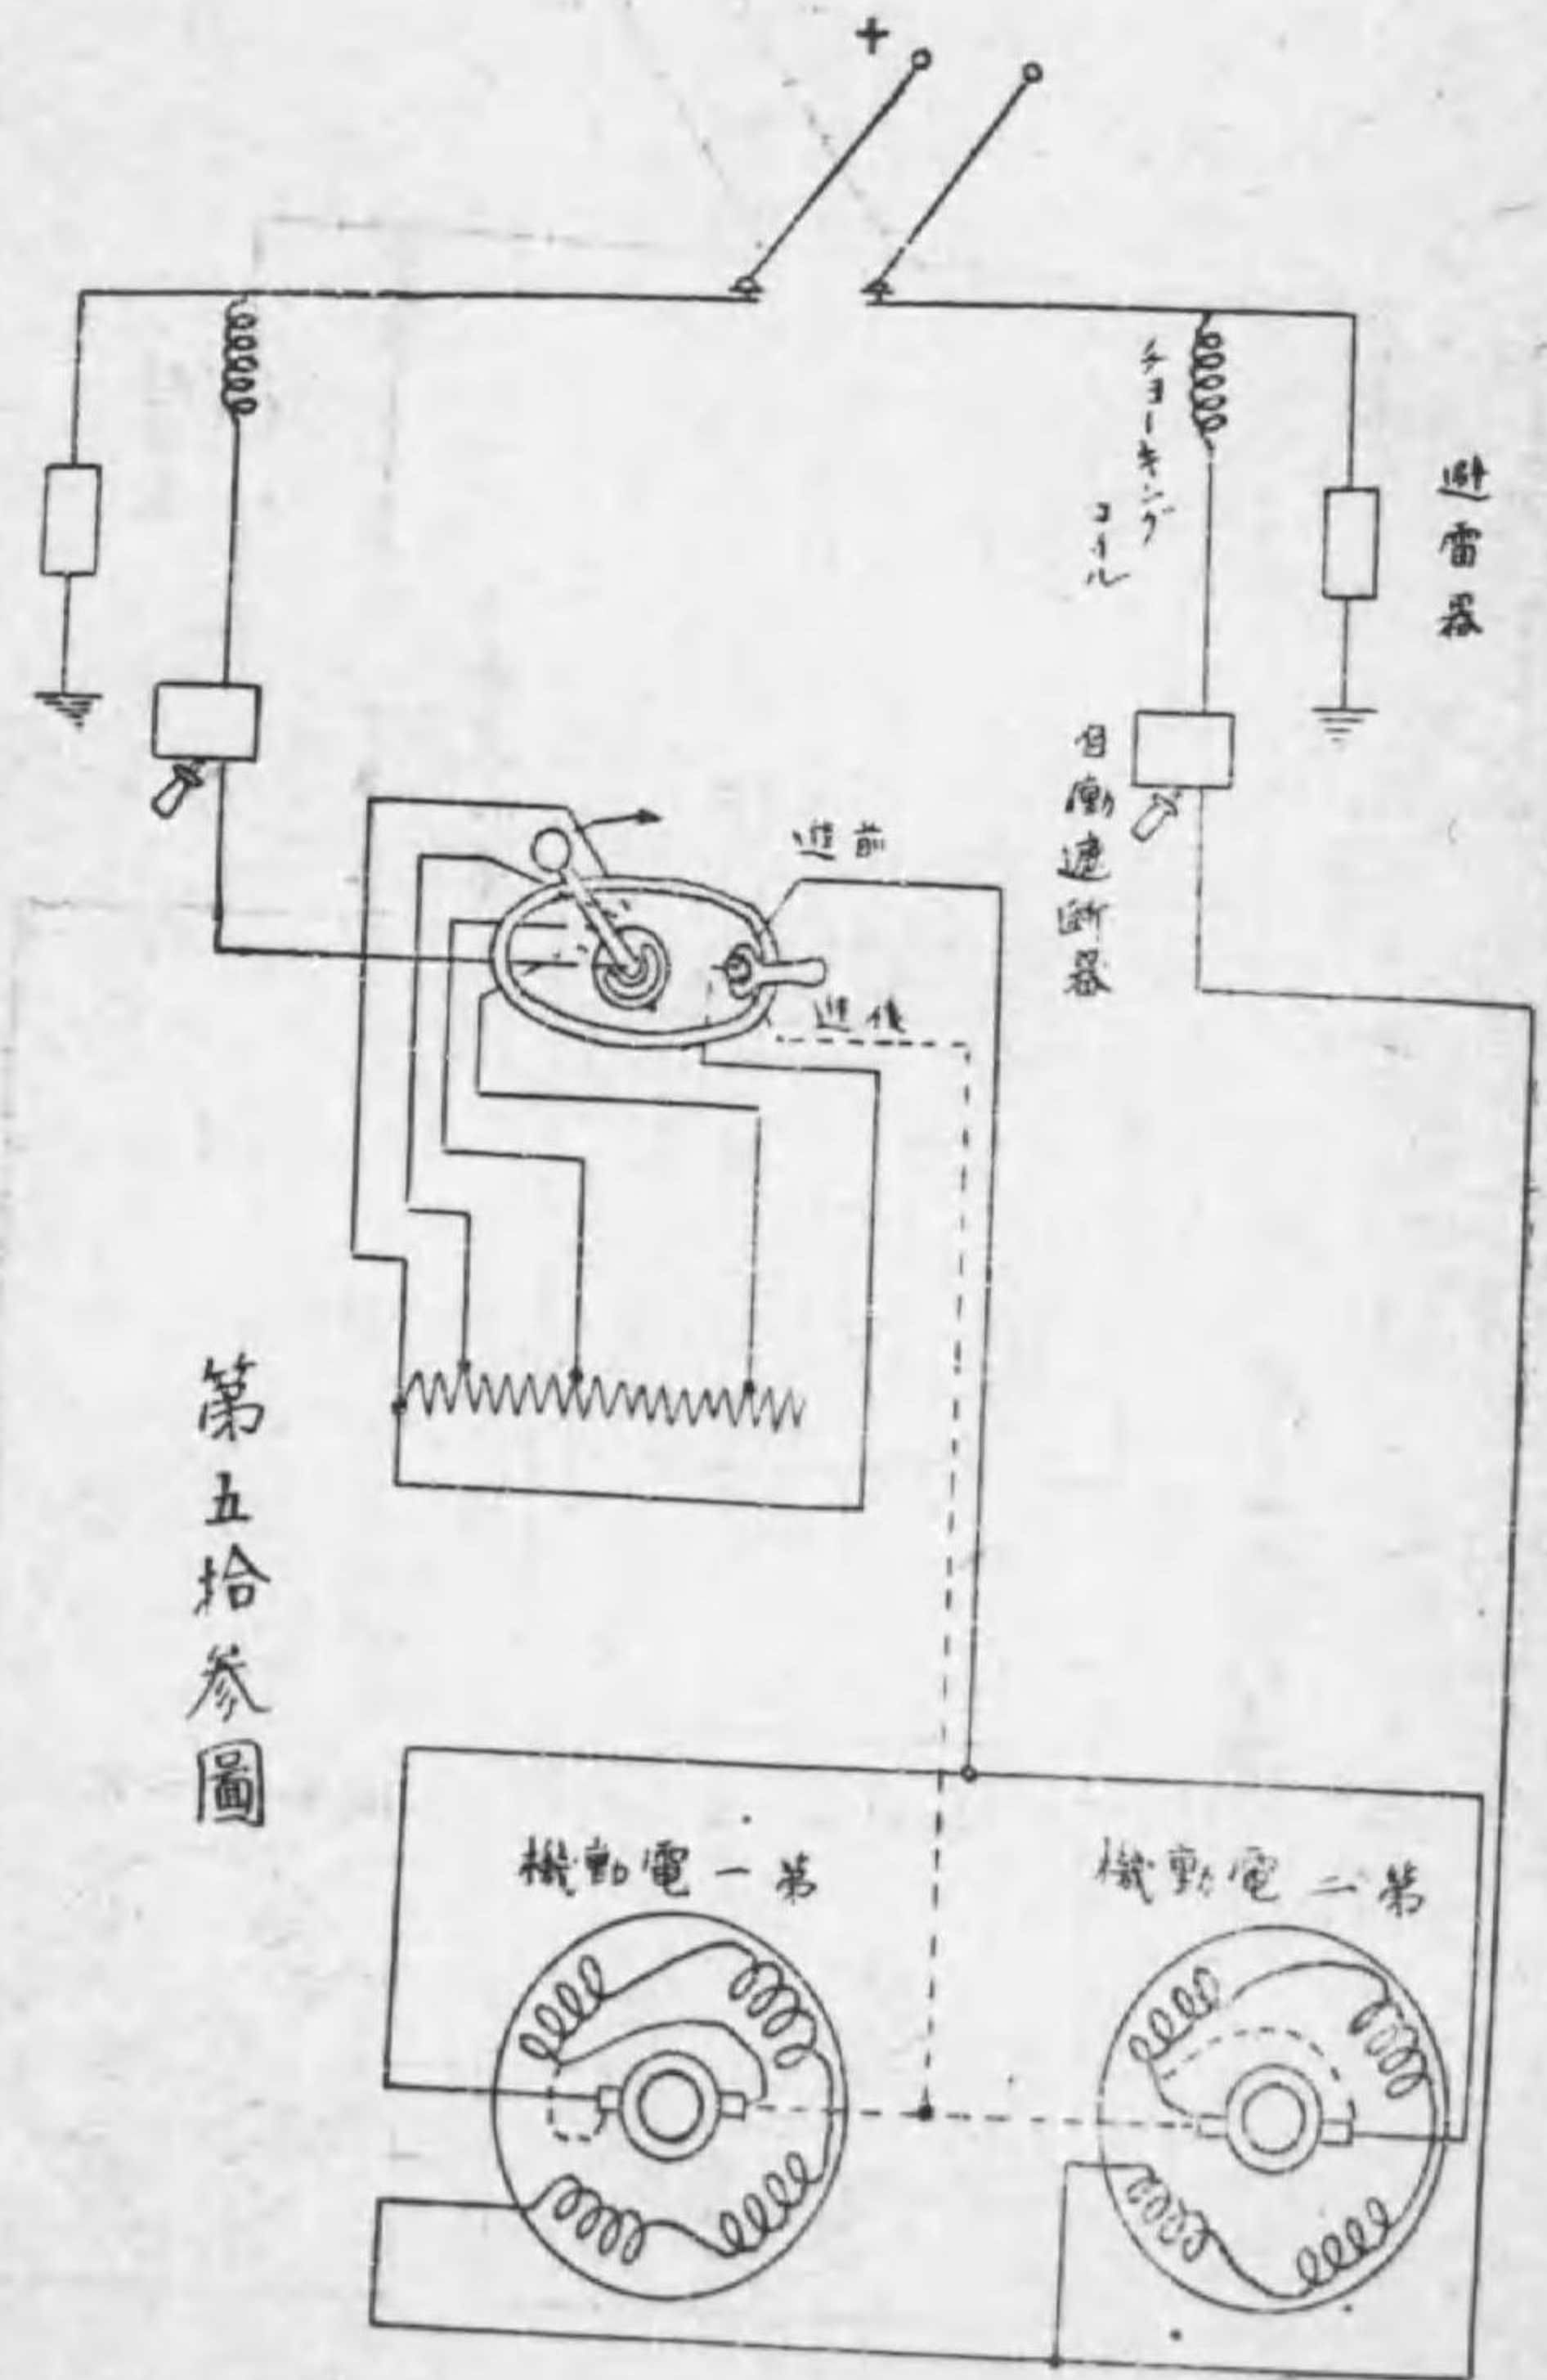 +
チヨーキング
コイル
避雷器
自働遮断器
進前
進後
第五拾参圖
機動電一第
機動電二第